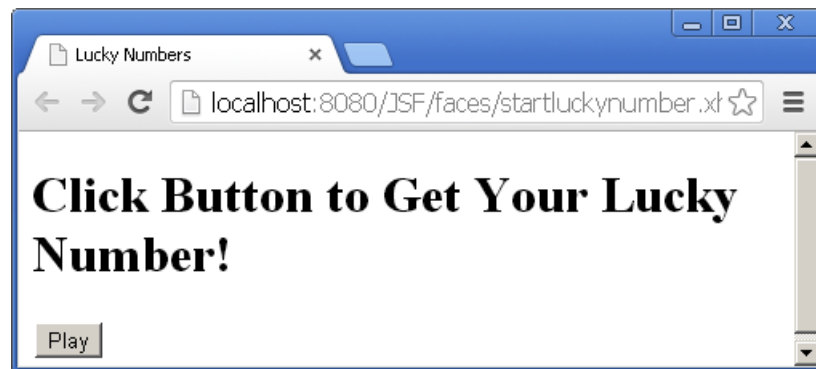 Lucky Numbers
localhost:8080/JSF/faces/startluckynumber.xh
Click Button to Get Your Lucky
Number!
Play